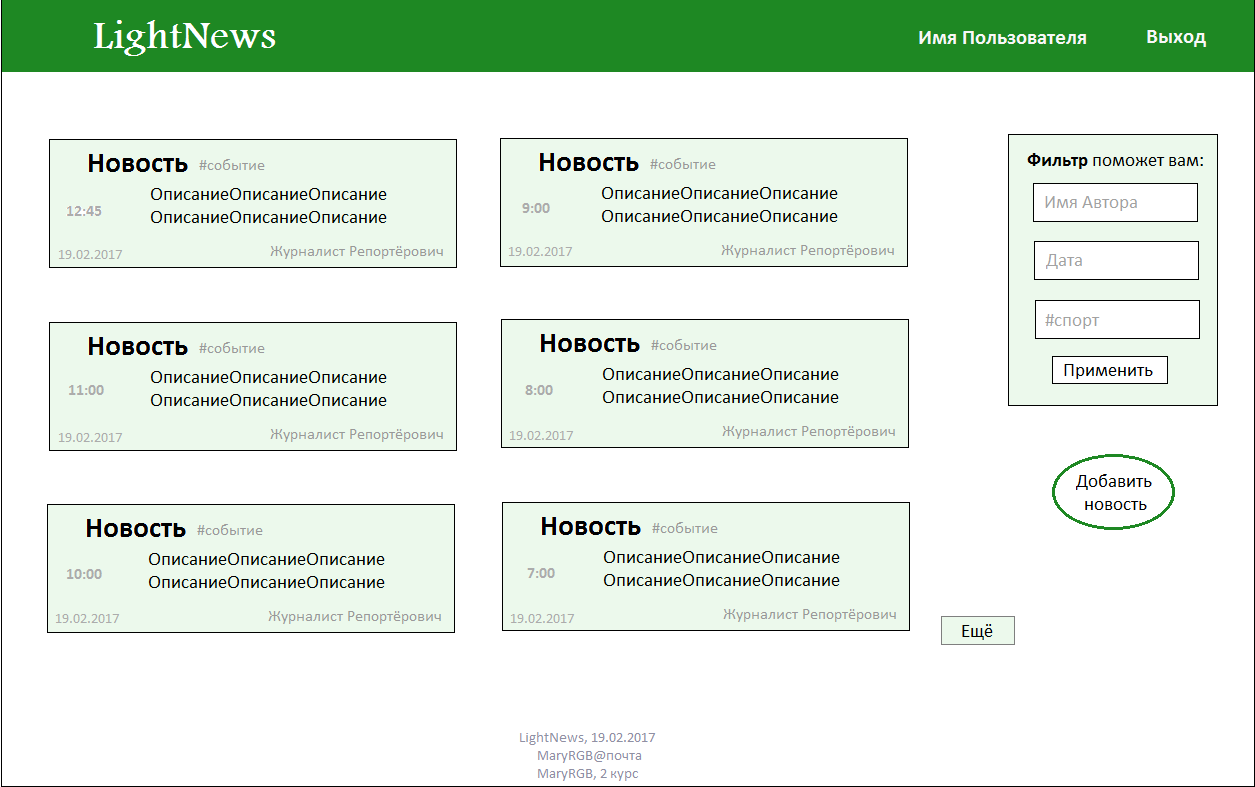 LightNews
Имя Пользователя
Выход
Новость #событие
ОписаниеОписаниеОписание
12:45
ОписаниеОписаниеОписание
19.02.2017
Журналист Репортёрович
Новость #событие
ОписаниеОписаниеОписание
9:00
ОписаниеОписаниеОписание
19.02.2017
Журналист Репортёрович
Новость #событие
ОписаниеОписаниеОписание
11:00
ОписаниеОписаниеОписание
19.02.2017
Журналист Репортёрович
Новость #событие
ОписаниеОписаниеОписание
8:00
ОписаниеОписаниеОписание
19.02.2017
Журналист Репортёрович
Новость #событие
ОписаниеОписаниеОписание
10:00
ОписаниеОписаниеОписание
19.02.2017
Журналист Репортёрович
Новость #событие
ОписаниеОписаниеОписание
7:00
ОписаниеОписаниеОписание
19.02.2017
Журналист Репортёрович
Фильтр поможет вам:
Имя Автора
Дата
#спорт
Применить
Добавить
новость
Ещё
LightNews, 19.02.2017
MaryRGB@почта
MaryRGB, 2 курс